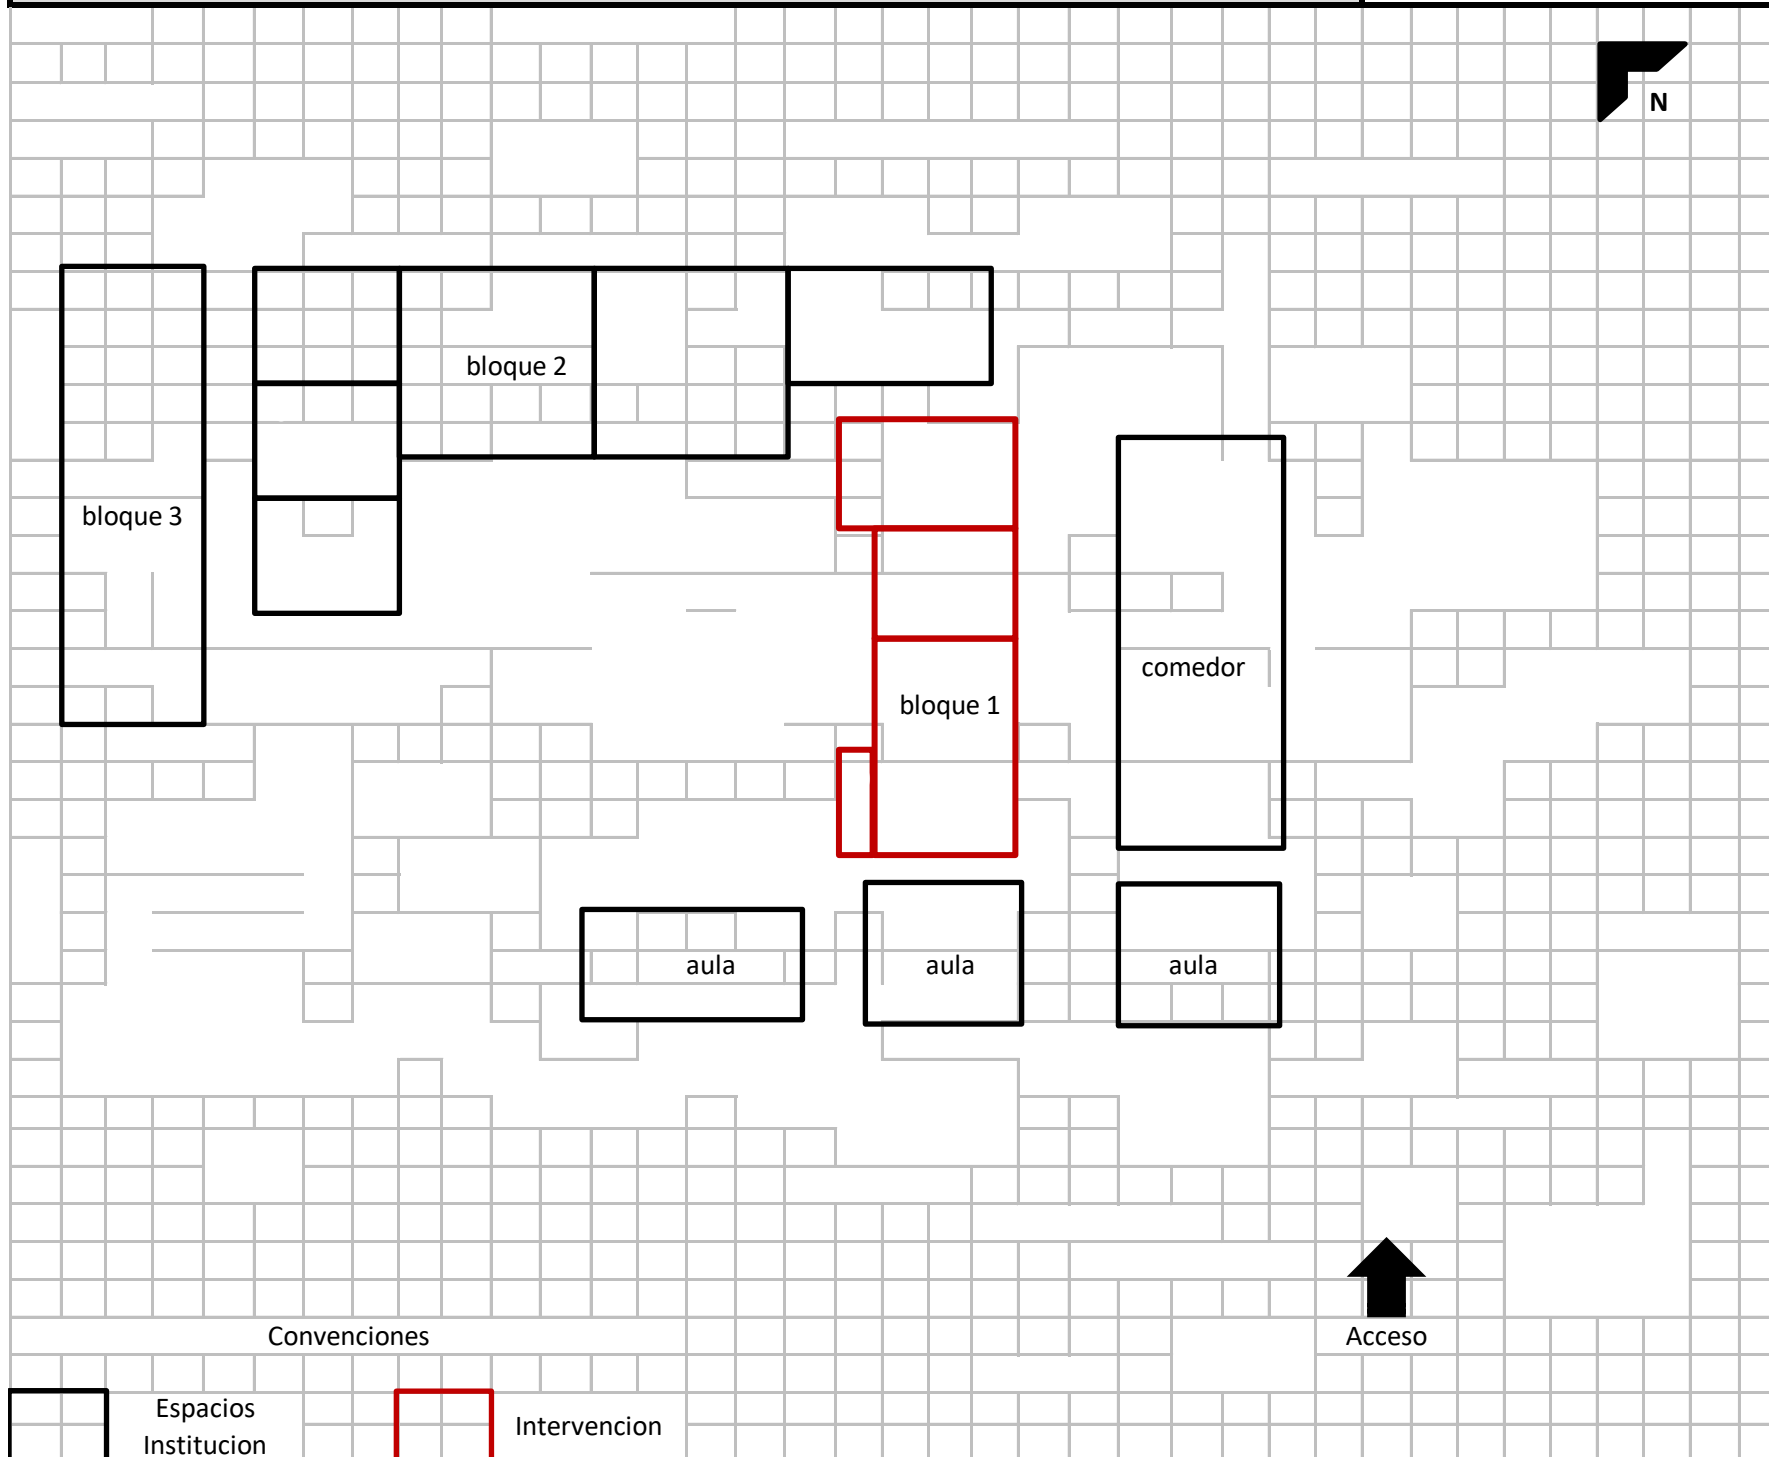 N
bloque 2
bloque 3
comedor
bloque 1
aula
aula
aula
Convenciones
Acceso
Espacios
Institucion
Intervencion